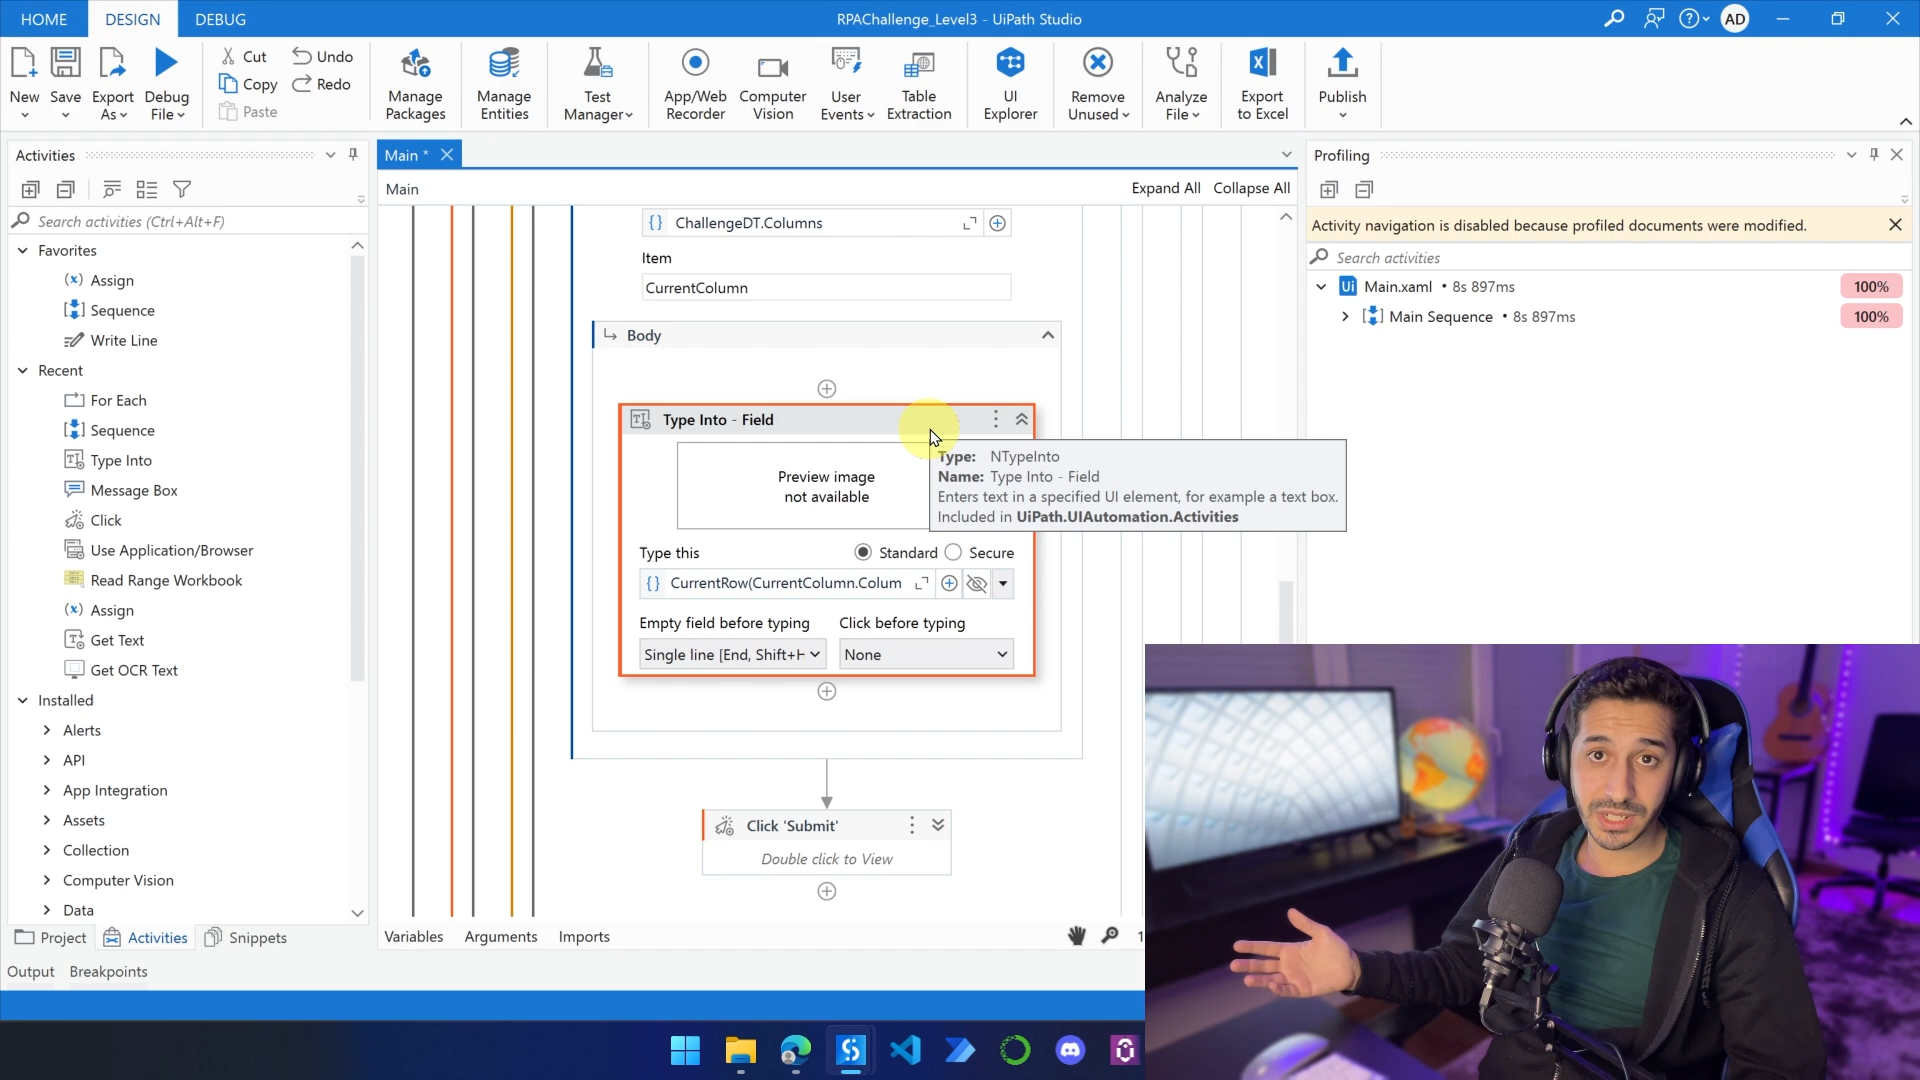 HOME
DESIGN
DEBUG
RPAChallenge_Level3 - UiPath Studio
AD
New
Save
Export
As
Debug
File
Cut
Copy
Paste
Undo
Redo
Manage
Packages
Manage
Entities
Test
Manager
App/Web
Recorder
Computer
Vision
User
Events
Table
Extraction
UI
Explorer
Remove
Unused
Analyze
File
Export
to Excel
Publish
Activities
Search activities (Ctrl+Alt+F)
Favorites
Assign
Sequence
Write Line
Recent
For Each
Sequence
Type Into
Message Box
Click
Use Application/Browser
Read Range Workbook
Assign
Get Text
Get OCR Text
Installed
Alerts
API
App Integration
Assets
Collection
Computer Vision
Data
Project
Activities
Snippets
Output
Breakpoints
Main *
Main
Expand All
Collapse All
ChallengeDT.Columns
Item
CurrentColumn
Body
Type Into - Field
Preview image
not available
Type: NTypeInto
Name: Type Into - Field
Enters text in a specified UI element, for example a text box.
Included in UiPath.UIAutomation.Activities
Type this
Standard
Secure
CurrentRow(CurrentColumn.Colum
Empty field before typing
Click before typing
Single line [End, Shift+H
None
Click 'Submit'
Double click to View
Variables
Arguments
Imports
1
Profiling
Activity navigation is disabled because profiled documents were modified.
Search activities
Ui Main.xaml • 8s 897ms
100%
Main Sequence • 8s 897ms
100%